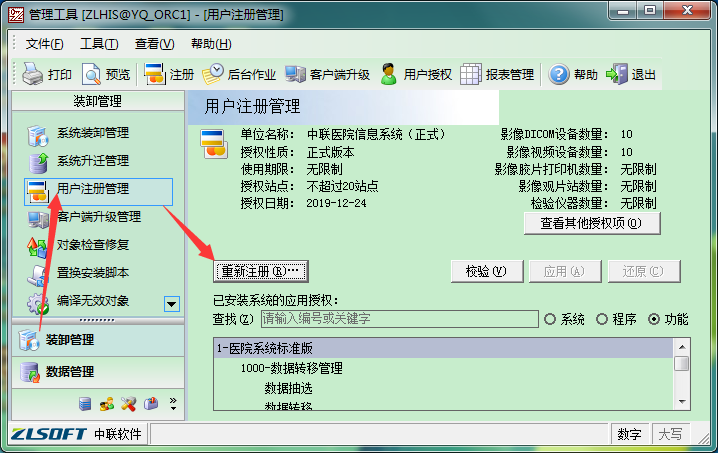 管理工具 [ZLHIS@YQ_ORC1] - [用户注册管理]
文件(F) 工具(T) 查看(V) 帮助(H)
打印 预览 注册 后台作业 客户端升级 用户授权 报表管理 帮助 退出
装卸管理
系统装卸管理
系统升迁管理
用户注册管理
客户端升级管理
对象检查修复
置换安装脚本
编译无效对象
装卸管理
数据管理
用户注册管理
单位名称: 中联医院信息系统（正式）
授权性质: 正式版本
使用期限: 无限制
授权站点: 不超过20站点
授权日期: 2019-12-24
影像DICOM设备数量: 10
影像视频设备数量: 10
影像胶片打印机数量: 无限制
影像观片站数量: 无限制
检验仪器数量: 无限制
查看其他授权项(O)
重新注册(R)…
校验(V) 应用(A) 还原(C)
已安装系统的应用授权:
查找(Z) 请输入编号或关键字 系统 程序 功能
1-医院系统标准版
1000-数据转移管理
数据抽选
数据转移
ZLSOFT 中联软件 数字 大写